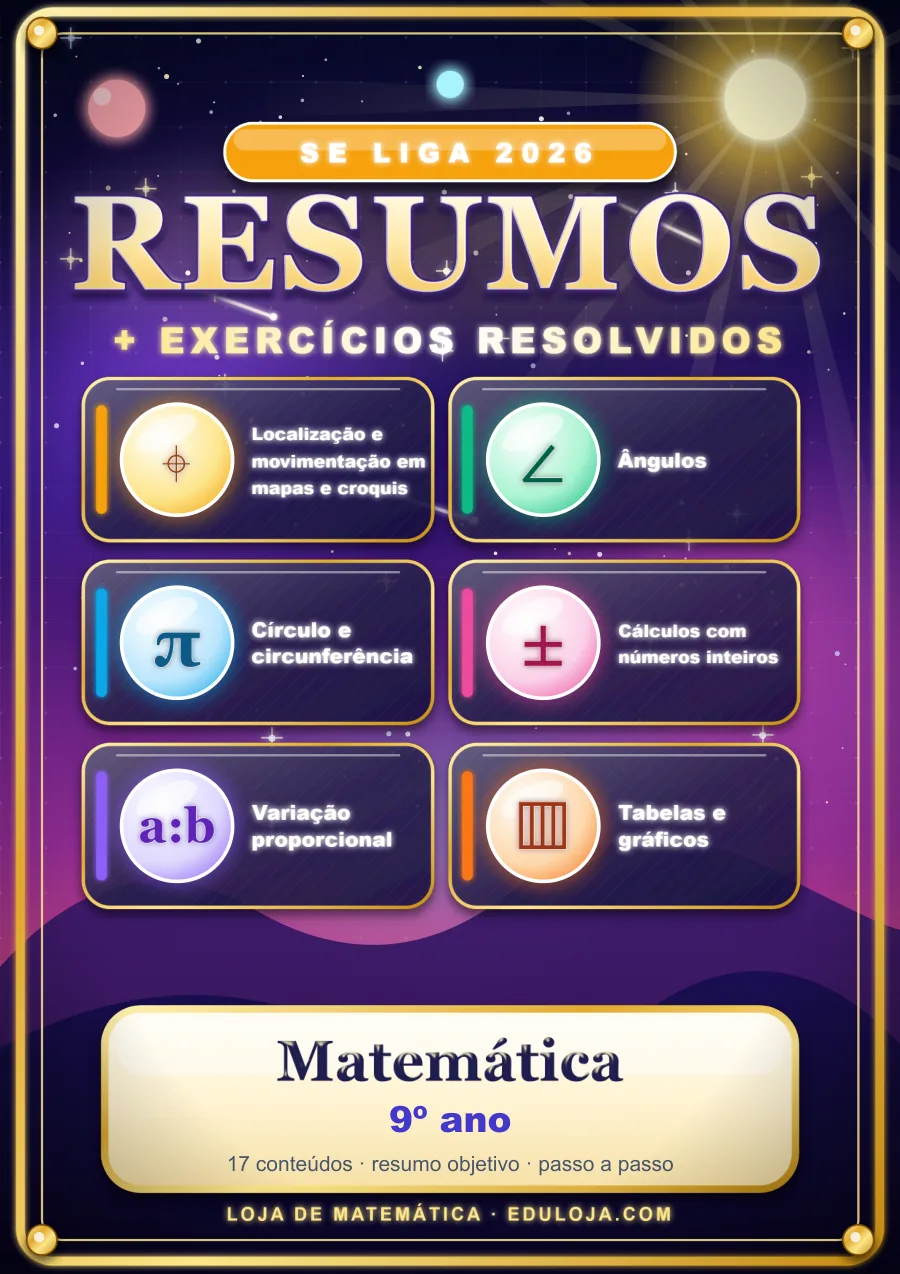 SE LIGA 2026
RESUMOS
+ EXERCÍCIOS RESOLVIDOS
Localização e
movimentação em
mapas e croquis
∠
Ângulos
π
Círculo e
circunferência
±
Cálculos com
números inteiros
a:b
Variação
proporcional
Tabelas e
gráficos
Matemática
9º ano
17 conteúdos · resumo objetivo · passo a passo
LOJA DE MATEMÁTICA · EDULOJA.COM